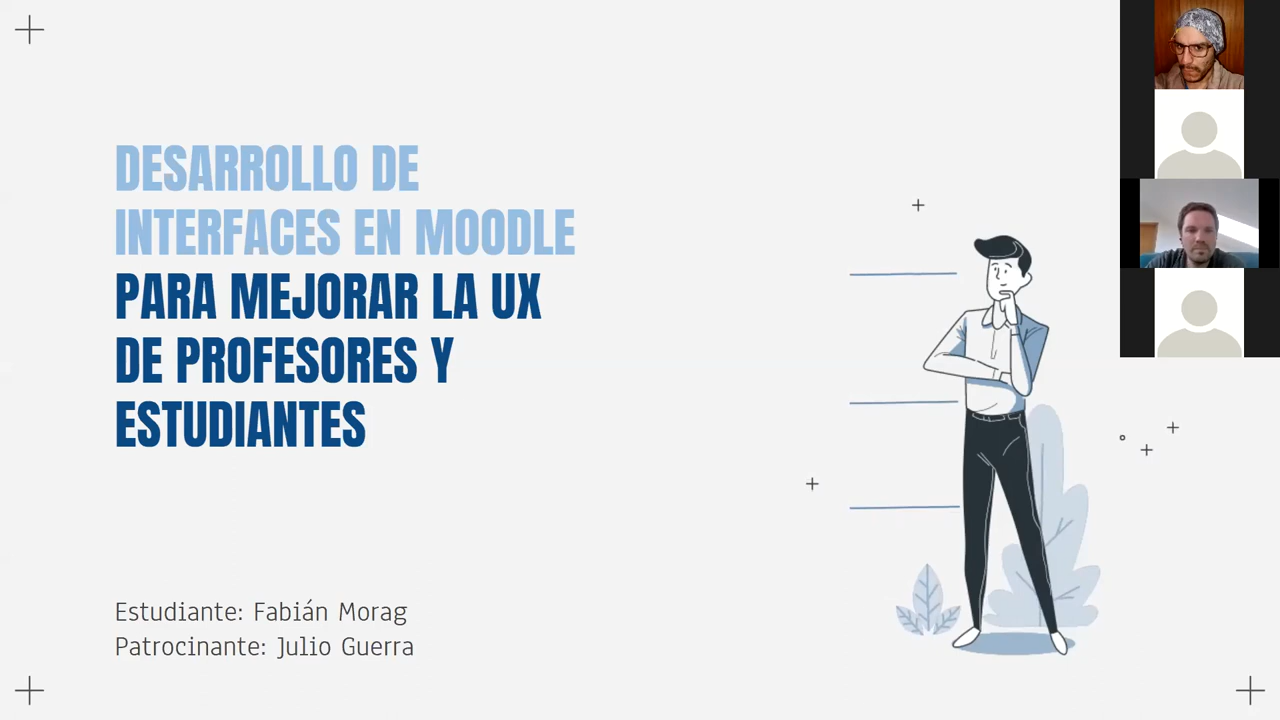 DESARROLLO DE
INTERFACES EN MOODLE
PARA MEJORAR LA UX
DE PROFESORES Y
ESTUDIANTES
Estudiante: Fabián Morag
Patrocinante: Julio Guerra